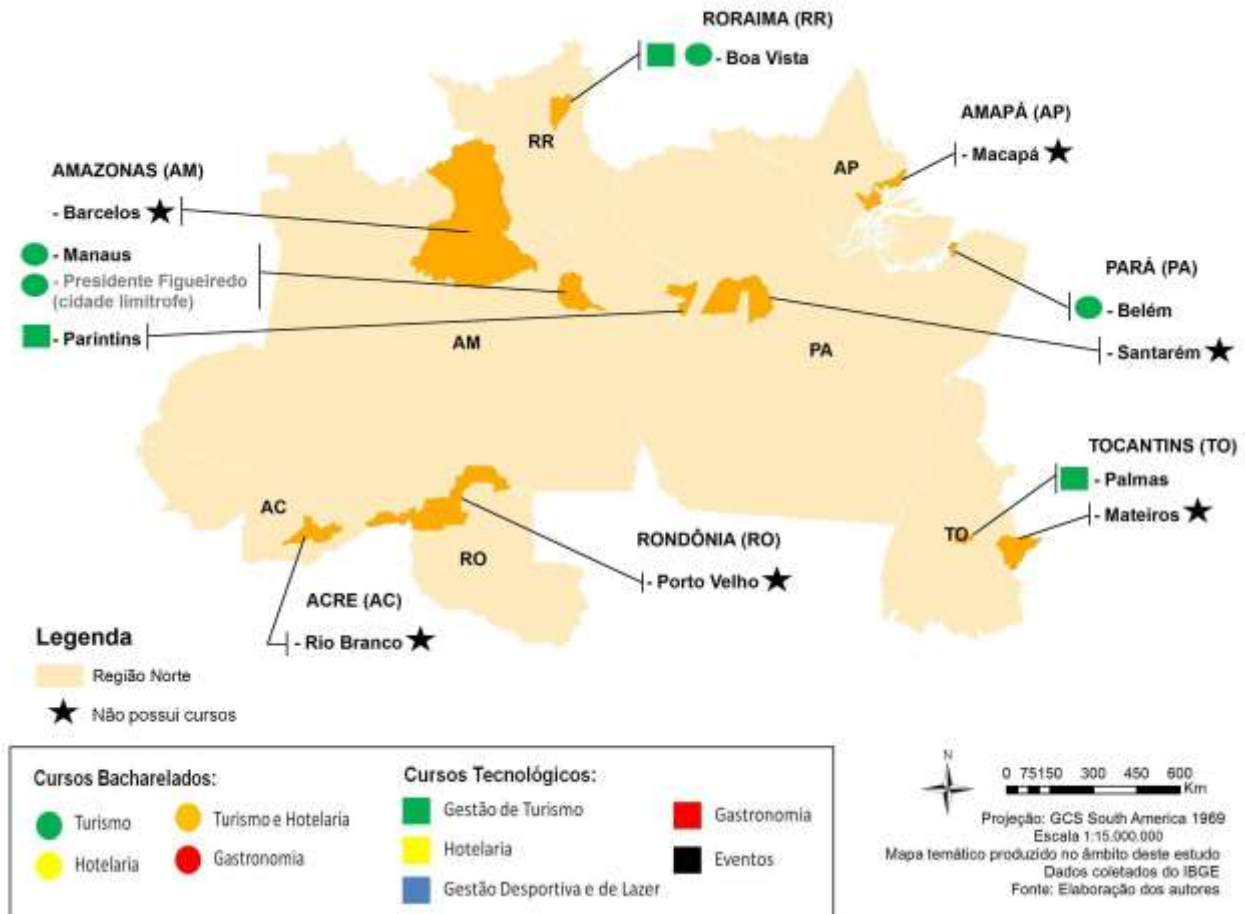 RORAIMA (RR)
- Boa Vista
AMAPÁ (AP)
- Macapá
RR
AP
AMAZONAS (AM)
- Barcelos
- Manaus
- Presidente Figueiredo
(cidade limítrofe)
- Parintins
PARÁ (PA)
- Belém
- Santarém
AM
PA
TOCANTINS (TO)
- Palmas
- Mateiros
TO
AC
RO
RONDÔNIA (RO)
- Porto Velho
ACRE (AC)
- Rio Branco
Legenda
Região Norte
Não possui cursos
Cursos Bacharelados:
Turismo
Turismo e Hotelaria
Hotelaria
Gastronomia
Cursos Tecnológicos:
Gestão de Turismo
Gastronomia
Hotelaria
Eventos
Gestão Desportiva e de Lazer
N
0 75150 300 450 600
Km
Projeção: GCS South America 1969
Escala 1:15.000.000
Mapa temático produzido no âmbito deste estudo
Dados coletados do IBGE
Fonte: Elaboração dos autores